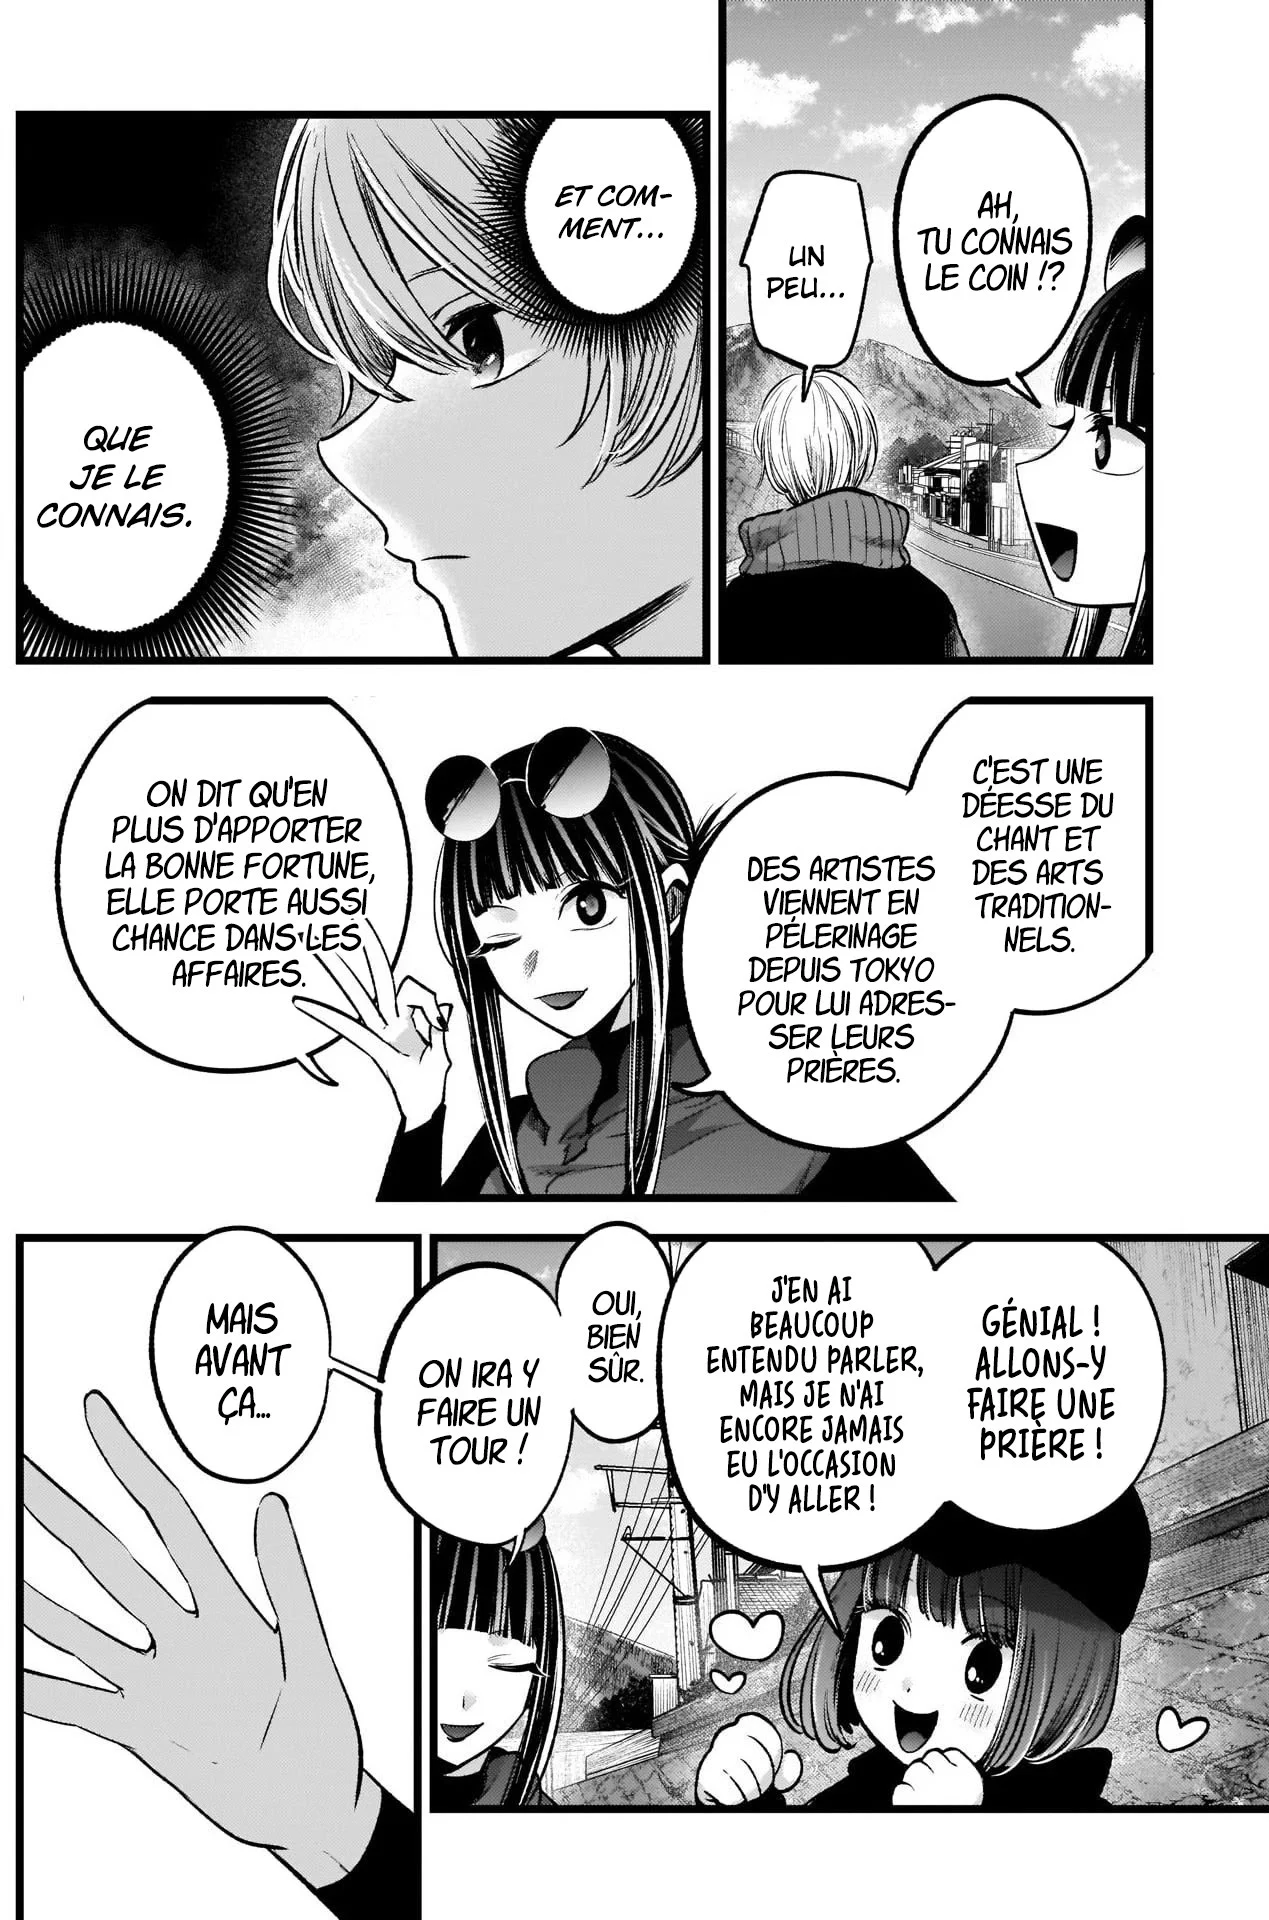 AH,
TU CONNAIS
LE COIN !?
UN
PEU...
ET COM-
MENT...
QUE
JE LE
CONNAIS.
C'EST UNE
DÉESSE DU
CHANT ET
DES ARTS
TRADITION-
NELS.
DES ARTISTES
VIENNENT EN
PÉLERINAGE
DEPUIS TOKYO
POUR LUI ADRES-
SER LEURS
PRIÈRES.
ON DIT QU'EN
PLUS D'APPORTER
LA BONNE FORTUNE,
ELLE PORTE AUSSI
CHANCE DANS LES
AFFAIRES.
GÉNIAL !
ALLONS-Y
FAIRE UNE
PRIÈRE !
J'EN AI
BEAUCOUP
ENTENDU PARLER,
MAIS JE N'AI
ENCORE JAMAIS
EU L'OCCASION
D'Y ALLER !
OUI,
BIEN
SÛR.
ON IRA Y
FAIRE UN
TOUR !
MAIS
AVANT
ÇA...